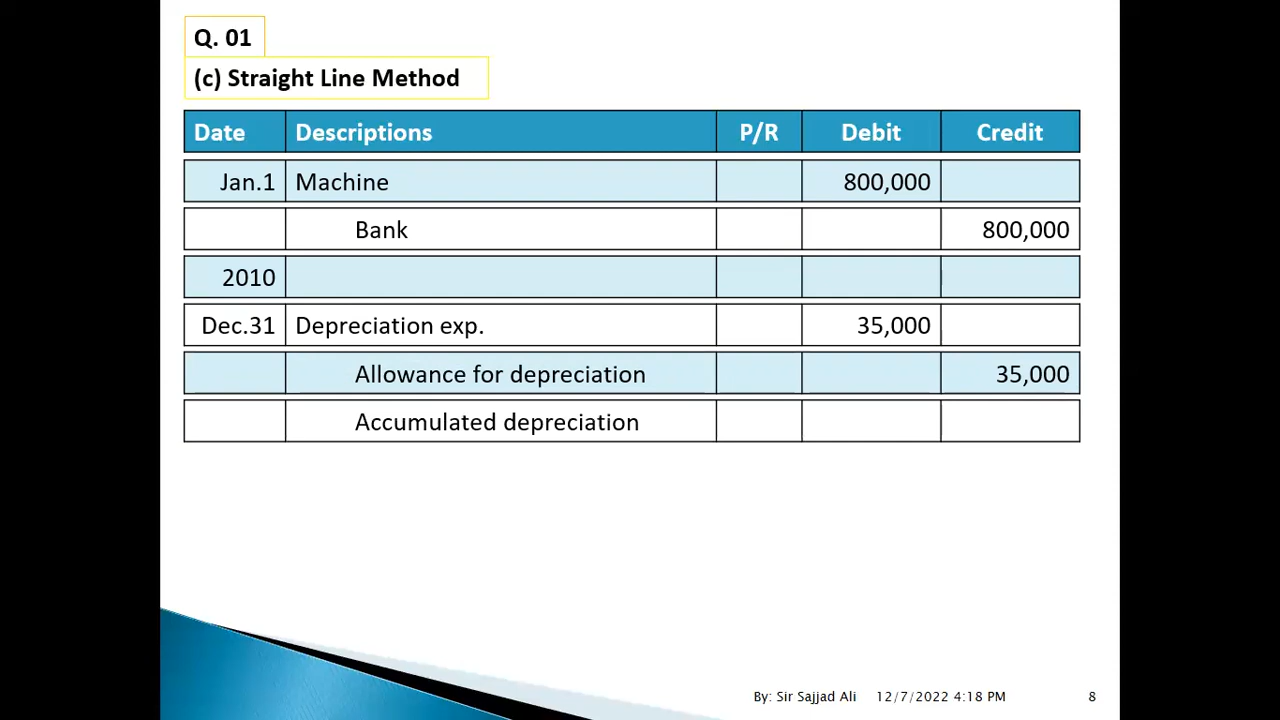 Q. 01
(c) Straight Line Method
Date Descriptions P/R Debit Credit
Jan.1 Machine 800,000
Bank 800,000
2010
Dec.31 Depreciation exp. 35,000
Allowance for depreciation 35,000
Accumulated depreciation
By: Sir Sajjad Ali 12/7/2022 4:18 PM 8